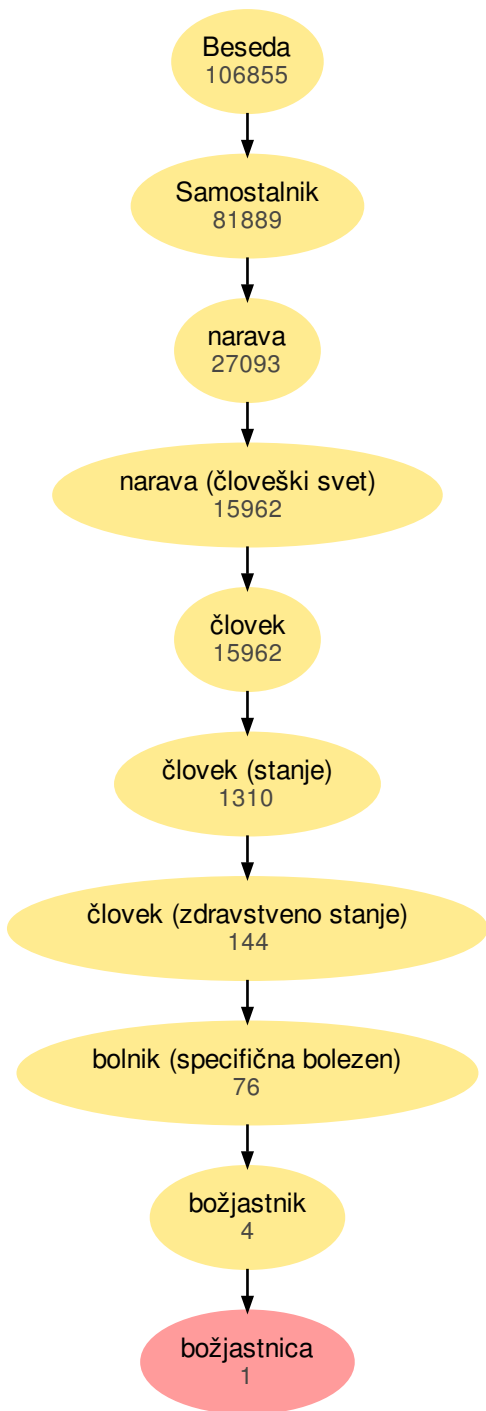 Beseda
106855
Samostalnik
81889
narava
27093
narava (človeški svet)
15962
človek
15962
človek (stanje)
1310
človek (zdravstveno stanje)
144
bolnik (specifična bolezen)
76
božjastnik
4
božjastnica
1